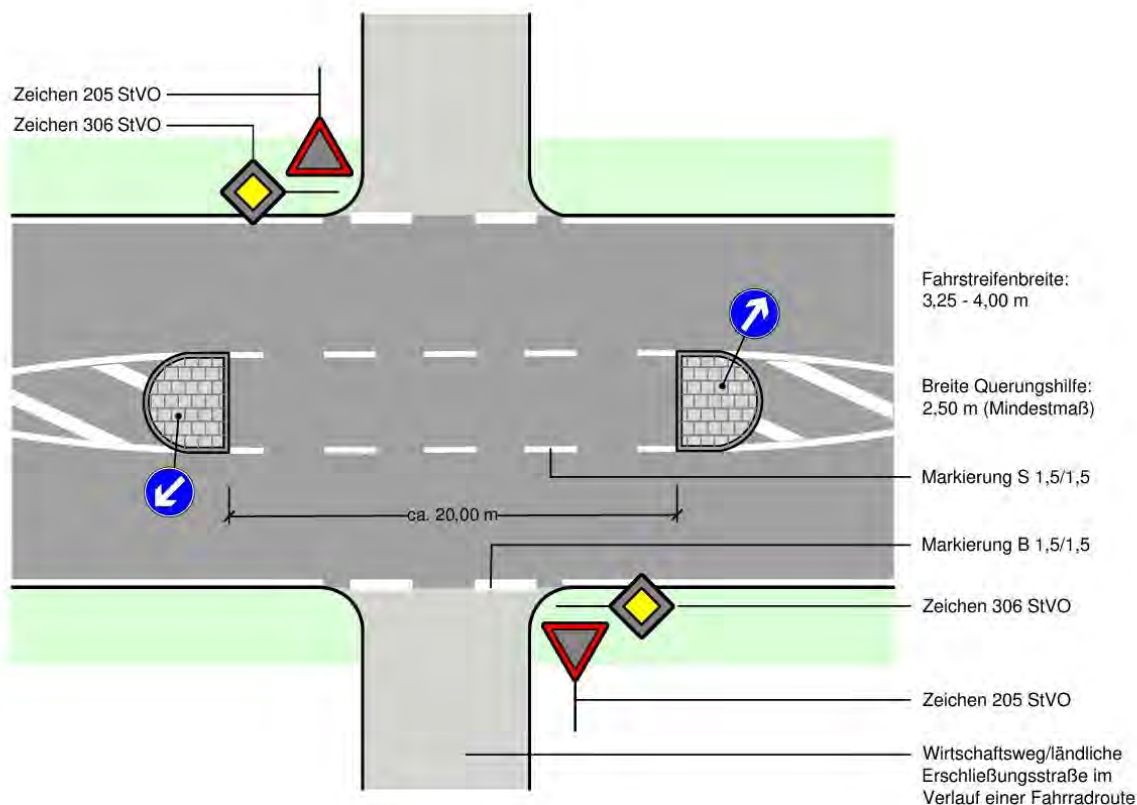 Zeichen 205 StVO
Zeichen 306 StVO
Fahrstreifenbreite:
3,25 - 4,00 m
Breite Querungshilfe:
2,50 m (Mindestmaß)
Markierung S 1,5/1,5
ca. 20,00 m
Markierung B 1,5/1,5
Zeichen 306 StVO
Zeichen 205 StVO
Wirtschaftsweg/ländliche
Erschließungsstraße im
Verlauf einer Fahrradroute